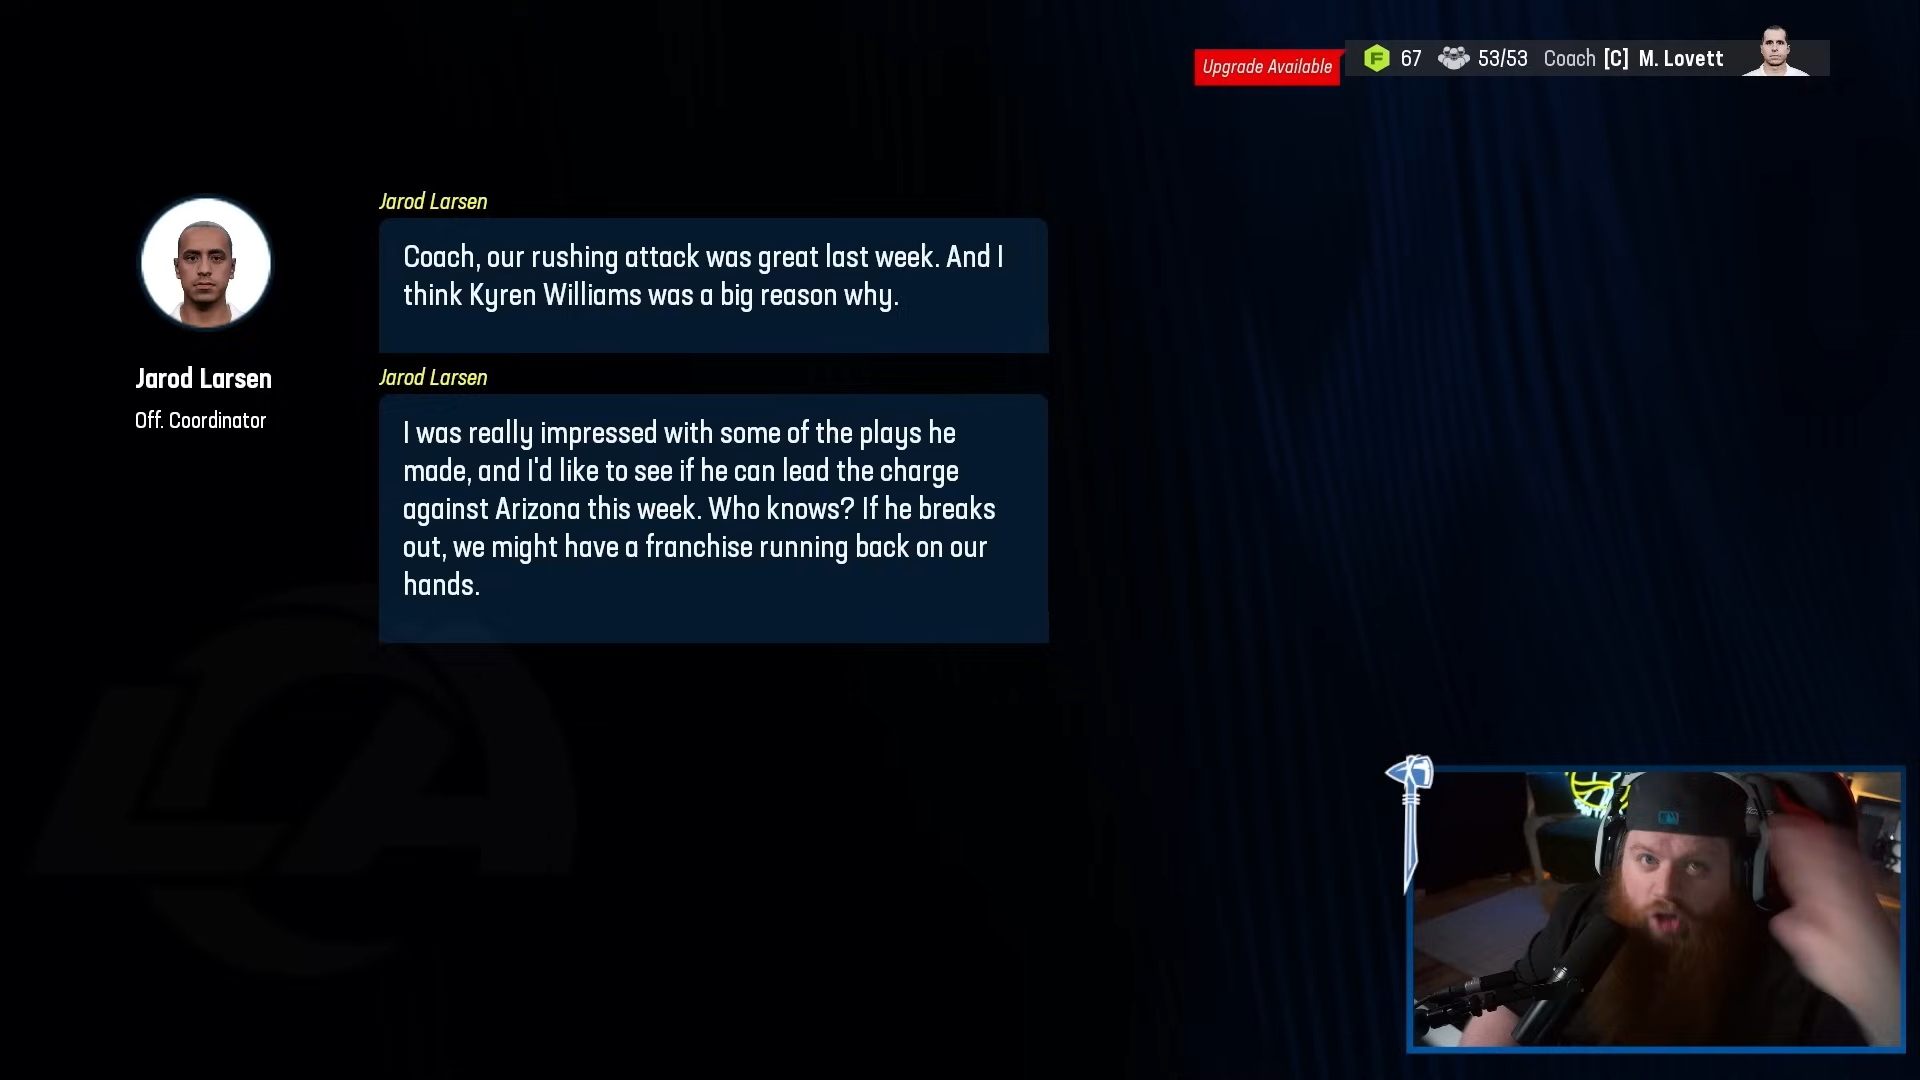 Upgrade Available
F 67 53/53 Coach [C] M. Lovett
Jarod Larsen
Coach, our rushing attack was great last week. And I
think Kyren Williams was a big reason why.
Jarod Larsen
Off. Coordinator
Jarod Larsen
I was really impressed with some of the plays he
made, and I'd like to see if he can lead the charge
against Arizona this week. Who knows? If he breaks
out, we might have a franchise running back on our
hands.
LA